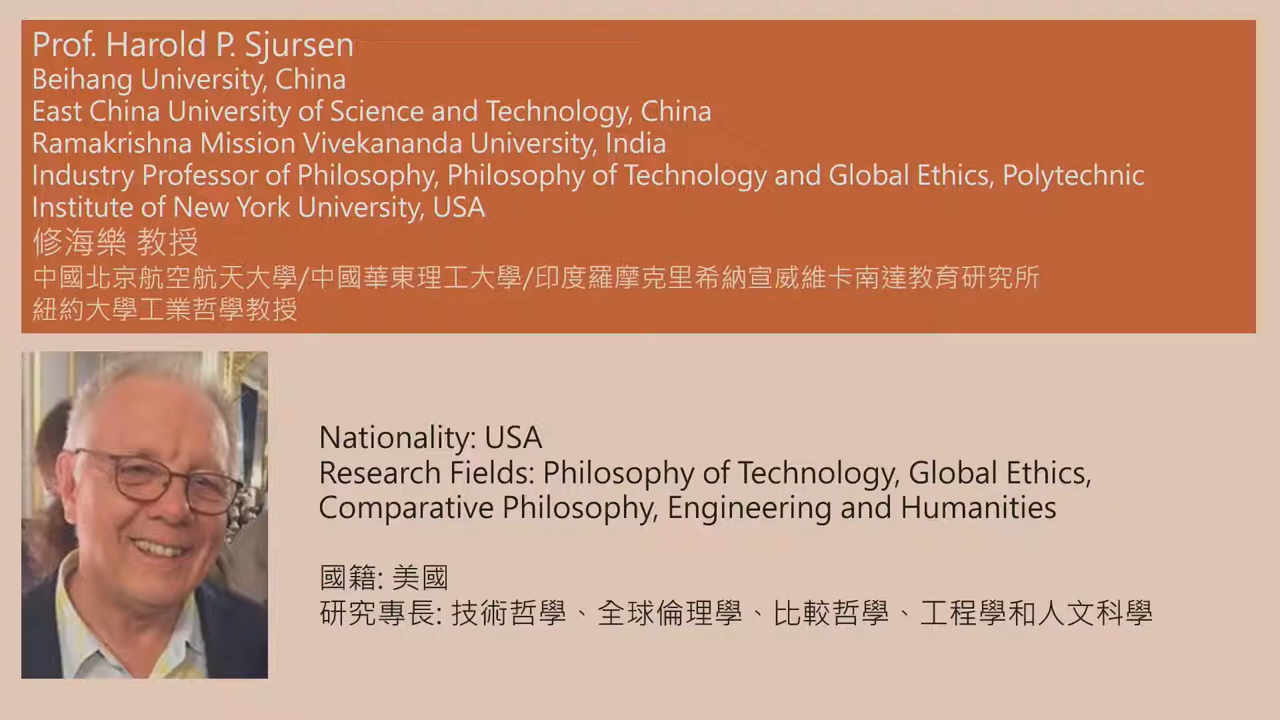 Prof. Harold P. Sjursen
Beihang University, China
East China University of Science and Technology, China
Ramakrishna Mission Vivekananda University, India
Industry Professor of Philosophy, Philosophy of Technology and Global Ethics, Polytechnic
Institute of New York University, USA
修海樂 教授
中國北京航空航天大學/中國華東理工大學/印度羅摩克里希納宣威維卡南達教育研究所
紐約大學工業哲學教授
Nationality: USA
Research Fields: Philosophy of Technology, Global Ethics,
Comparative Philosophy, Engineering and Humanities
國籍: 美國
研究專長: 技術哲學、全球倫理學、比較哲學、工程學和人文科學